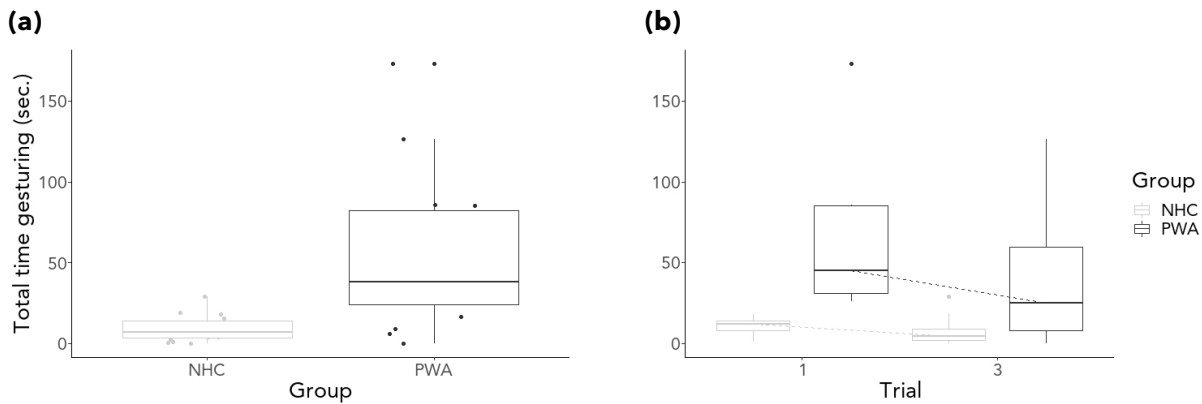 (a)
Total time gesturing (sec.)
150
100
50
0
NHC PWA
Group
(b)
150
100
50
0
1 3
Trial
Group
NHC
PWA